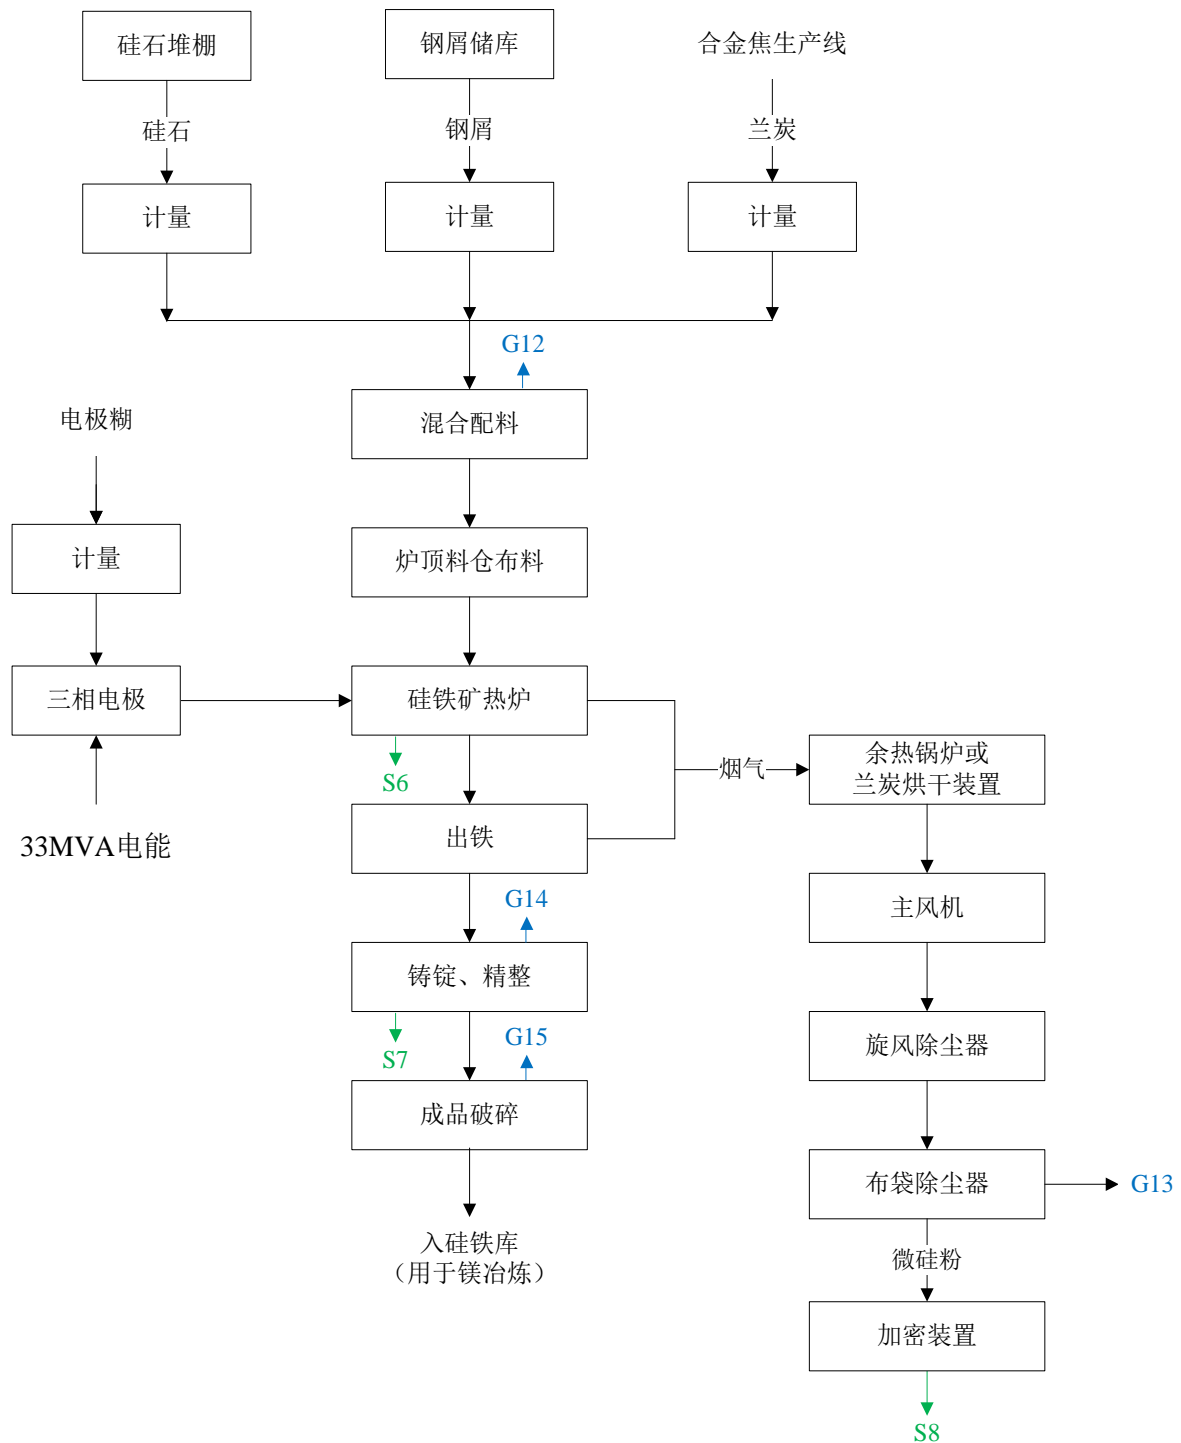 硅石堆棚
钢屑储库
合金焦生产线
硅石
钢屑
兰炭
计量
计量
计量
G12
混合配料
电极糊
计量
炉顶料仓布料
三相电极
硅铁矿热炉
S6
33MVA电能
烟气
余热锅炉或
兰炭烘干装置
出铁
G14
主风机
铸锭、精整
S7
G15
旋风除尘器
成品破碎
布袋除尘器
G13
入硅铁库
（用于镁冶炼）
微硅粉
加密装置
S8